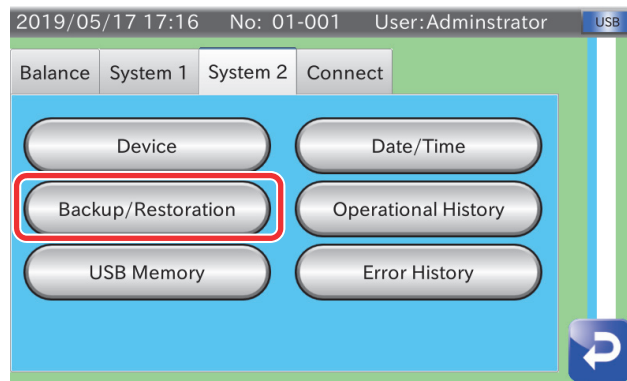 2019/05/17 17:16 No: 01-001 User:Adminstrator USB
Balance System 1 System 2 Connect
Device Date/Time
Backup/Restoration Operational History
USB Memory Error History